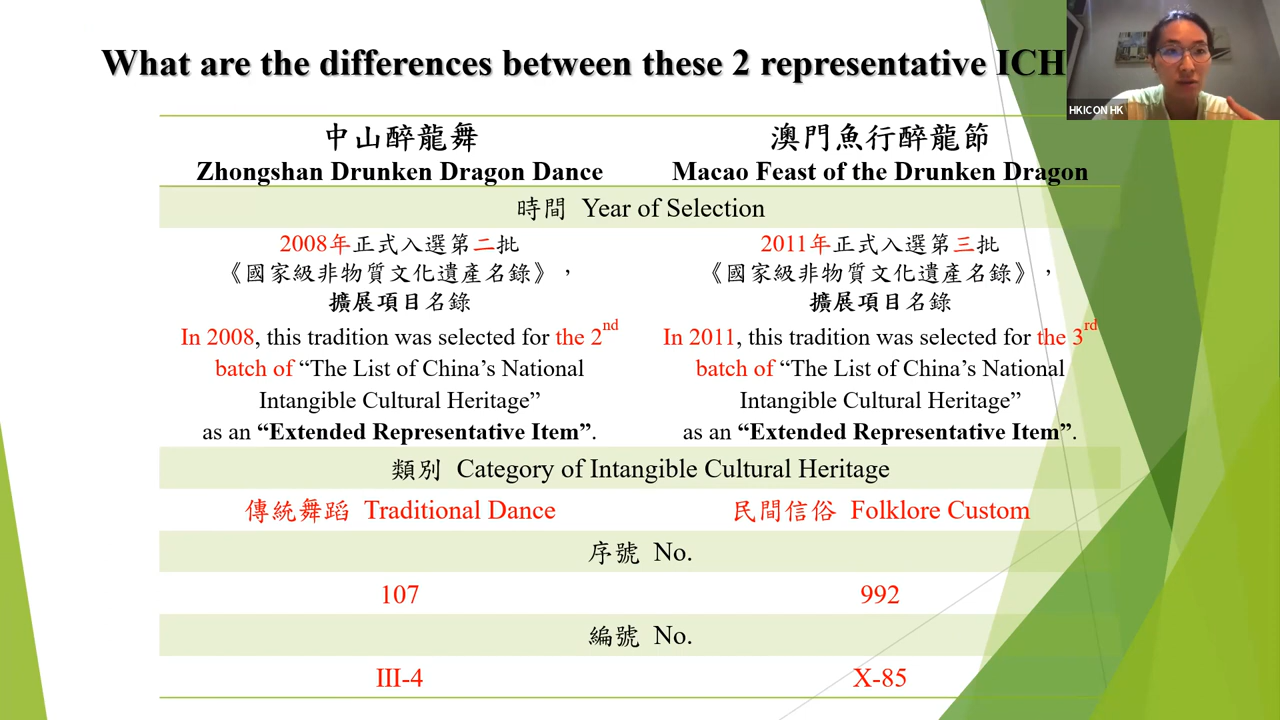 What are the differences between these 2 representative ICH
HKICON HK
中山醉龍舞
Zhongshan Drunken Dragon Dance
澳門魚行醉龍節
Macao Feast of the Drunken Dragon
時間 Year of Selection
2008年正式入選第二批
《國家級非物質文化遺產名錄》，
擴展項目名錄
In 2008, this tradition was selected for the 2nd
batch of “The List of China’s National
Intangible Cultural Heritage”
as an “Extended Representative Item”.
2011年正式入選第三批
《國家級非物質文化遺產名錄》，
擴展項目名錄
In 2011, this tradition was selected for the 3rd
batch of “The List of China’s National
Intangible Cultural Heritage”
as an “Extended Representative Item”.
類別 Category of Intangible Cultural Heritage
傳統舞蹈 Traditional Dance
民間信俗 Folklore Custom
序號 No.
107
992
編號 No.
III-4
X-85